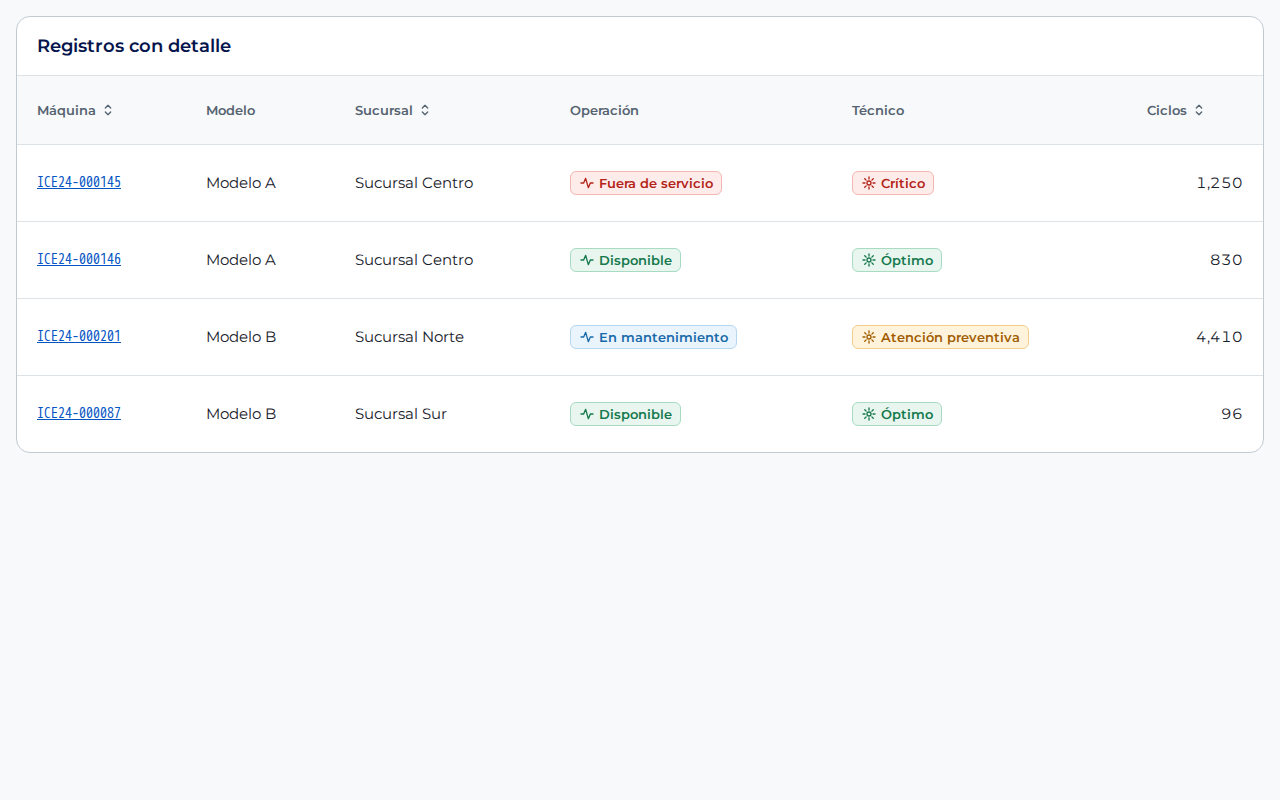 Registros con detalle
Máquina Modelo Sucursal Operación Técnico Ciclos
ICE24-000145 Modelo A Sucursal Centro Fuera de servicio Crítico 1,250
ICE24-000146 Modelo A Sucursal Centro Disponible Óptimo 830
ICE24-000201 Modelo B Sucursal Norte En mantenimiento Atención preventiva 4,410
ICE24-000087 Modelo B Sucursal Sur Disponible Óptimo 96